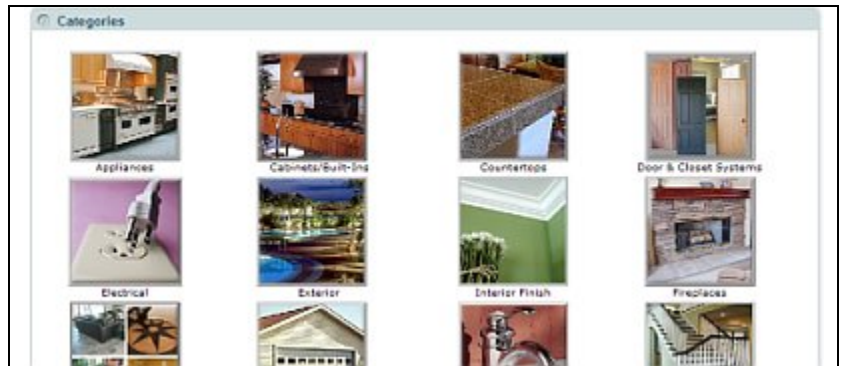 Categories
Appliances
Cabinets/Built-Ins
Countertops
Door & Closet Systems
Electrical
Exterior
Interior Finish
Fireplaces